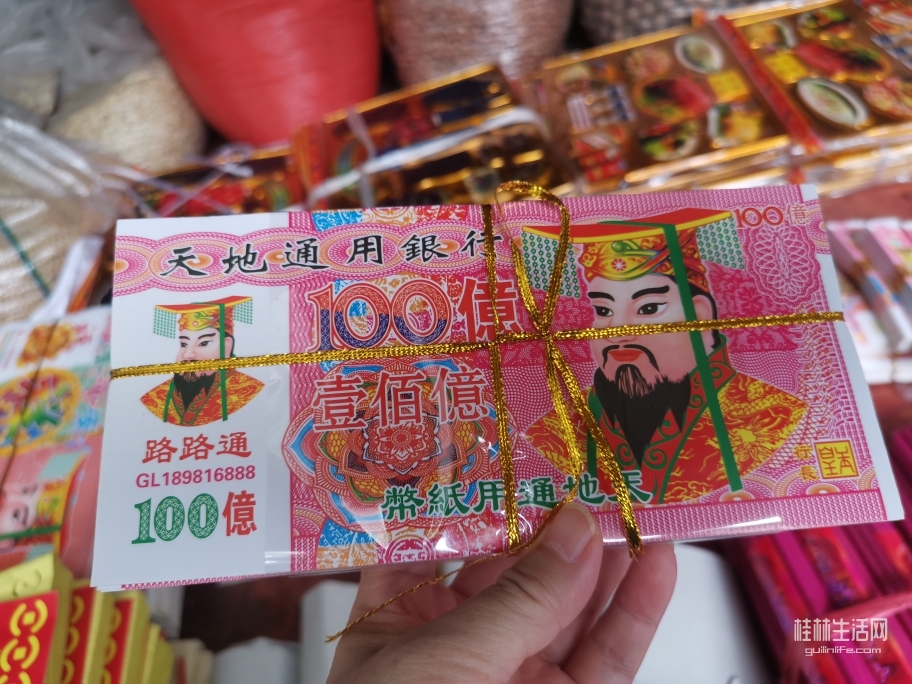 天地通用銀行
100億
100億
壹佰億
路路通
GL189816888
100億
幣紙用通地天
行長
桂林生活网
guilinlife.com